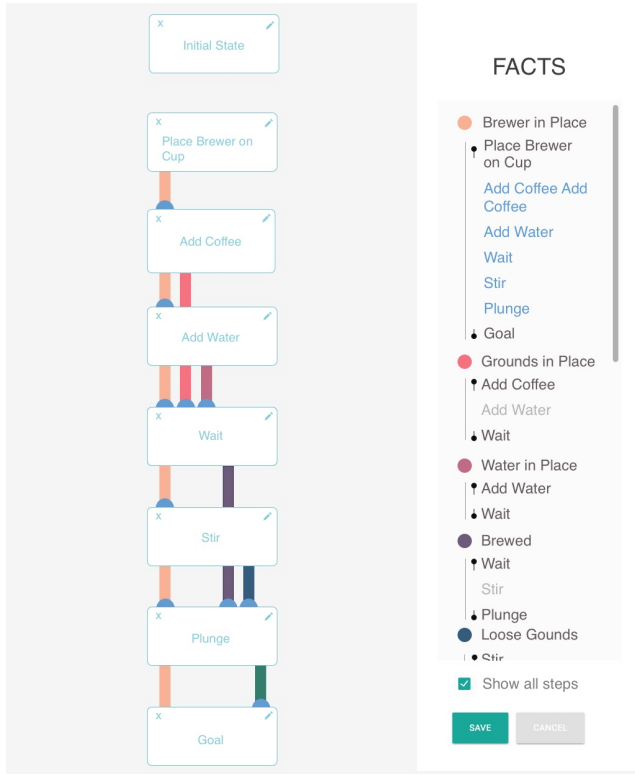 x
Initial State
FACTS
x
Place Brewer on
Cup
x
Add Coffee
x
Add Water
x
Wait
x
Stir
x
Plunge
x
Goal
Brewer in Place
Place Brewer
on Cup
Add Coffee Add
Coffee
Add Water
Wait
Stir
Plunge
Goal
Grounds in Place
Add Coffee
Add Water
Wait
Water in Place
Add Water
Wait
Brewed
Wait
Stir
Plunge
Loose Gounds
Stir
Show all steps
SAVE
CANCEL